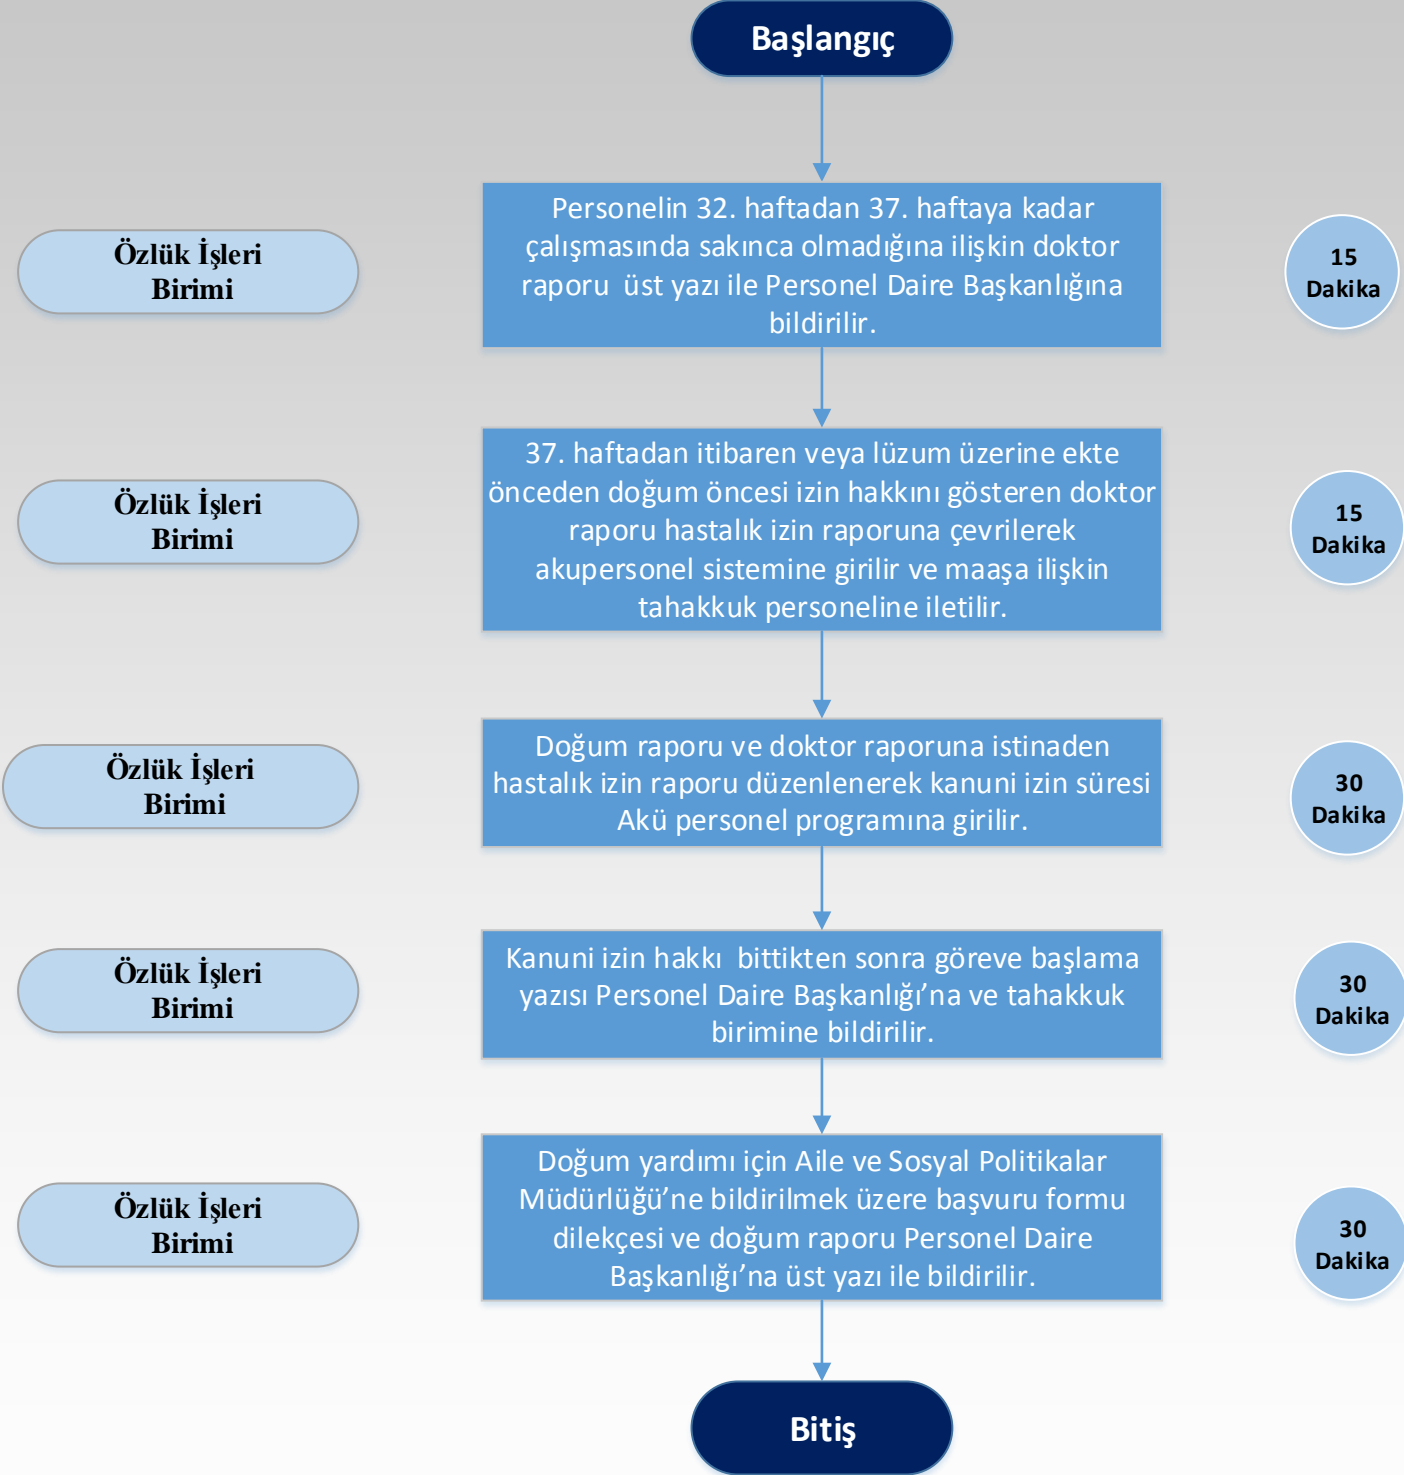 Başlangıç
Özlük İşleri
Birimi
Personelin 32. haftadan 37. haftaya kadar
çalışmasında sakınca olmadığına ilişkin doktor
raporu üst yazı ile Personel Daire Başkanlığına
bildirilir.
15
Dakika
Özlük İşleri
Birimi
37. haftadan itibaren veya lüzum üzerine ekte
önceden doğum öncesi izin hakkını gösteren doktor
raporu hastalık izin raporuna çevrilerek
akupersonel sistemine girilir ve maaşa ilişkin
tahakkuk personeline iletilir.
15
Dakika
Özlük İşleri
Birimi
Doğum raporu ve doktor raporuna istinaden
hastalık izin raporu düzenlenerek kanuni izin süresi
Akü personel programına girilir.
30
Dakika
Özlük İşleri
Birimi
Kanuni izin hakkı bittikten sonra göreve başlama
yazısı Personel Daire Başkanlığı’na ve tahakkuk
birimine bildirilir.
30
Dakika
Özlük İşleri
Birimi
Doğum yardımı için Aile ve Sosyal Politikalar
Müdürlüğü’ne bildirilmek üzere başvuru formu
dilekçesi ve doğum raporu Personel Daire
Başkanlığı’na üst yazı ile bildirilir.
30
Dakika
Bitiş